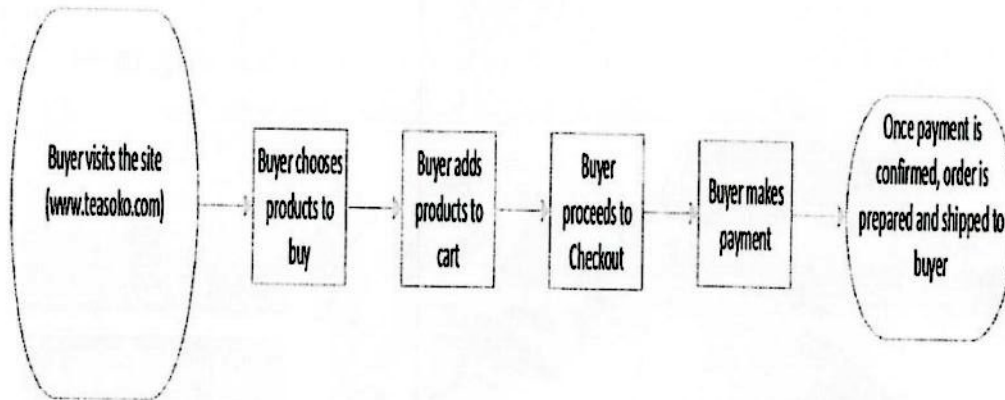 Buyer visits the site
(www.teasoko.com)
Buyer chooses
products to
buy
Buyer adds
products to
cart
Buyer
proceeds to
Checkout
Buyer makes
payment
Once payment is
confirmed, order is
prepared and shipped to
buyer